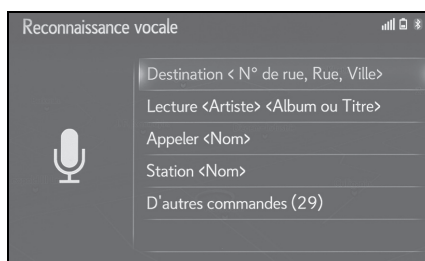 Reconnaissance vocale
Destination < N° de rue, Rue, Ville>
Lecture <Artiste> <Album ou Titre>
Appeler <Nom>
Station <Nom>
D'autres commandes (29)